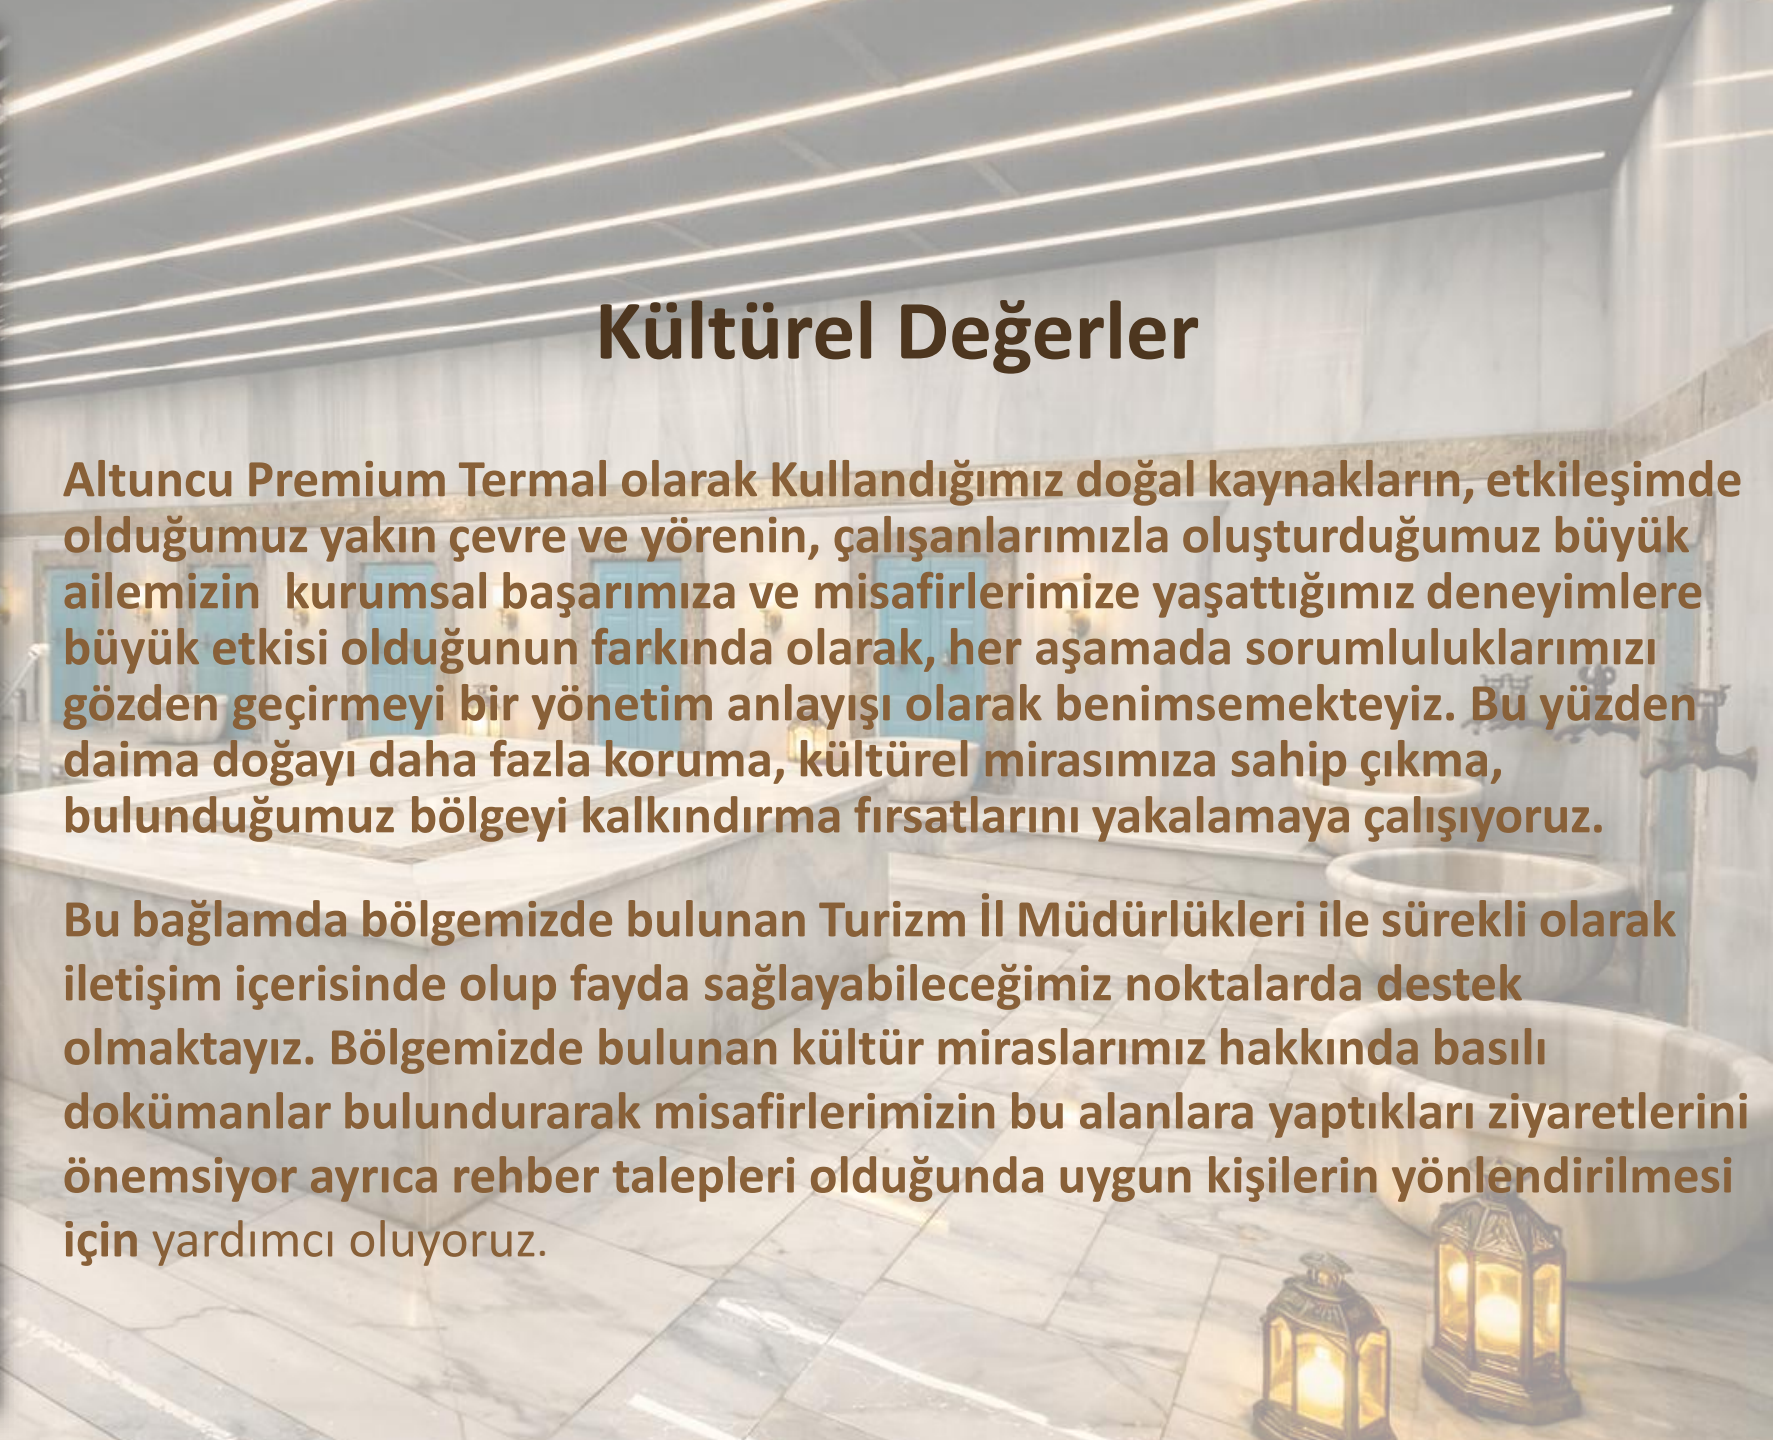 Kültürel Değerler
Altuncu Premium Termal olarak Kullandığımız doğal kaynakların, etkileşimde
olduğumuz yakın çevre ve yörenin, çalışanlarımızla oluşturduğumuz büyük
ailemizin  kurumsal başarımıza ve misafirlerimize yaşattığımız deneyimlere
büyük etkisi olduğunun farkında olarak, her aşamada sorumluluklarımızı
gözden geçirmeyi bir yönetim anlayışı olarak benimsemekteyiz. Bu yüzden
daima doğayı daha fazla koruma, kültürel mirasımıza sahip çıkma,
bulunduğumuz bölgeyi kalkındırma fırsatlarını yakalamaya çalışıyoruz.
Bu bağlamda bölgemizde bulunan Turizm İl Müdürlükleri ile sürekli olarak
iletişim içerisinde olup fayda sağlayabileceğimiz noktalarda destek
olmaktayız. Bölgemizde bulunan kültür miraslarımız hakkında basılı
dokümanlar bulundurarak misafirlerimizin bu alanlara yaptıkları ziyaretlerini
önemsiyor ayrıca rehber talepleri olduğunda uygun kişilerin yönlendirilmesi
için yardımcı oluyoruz.